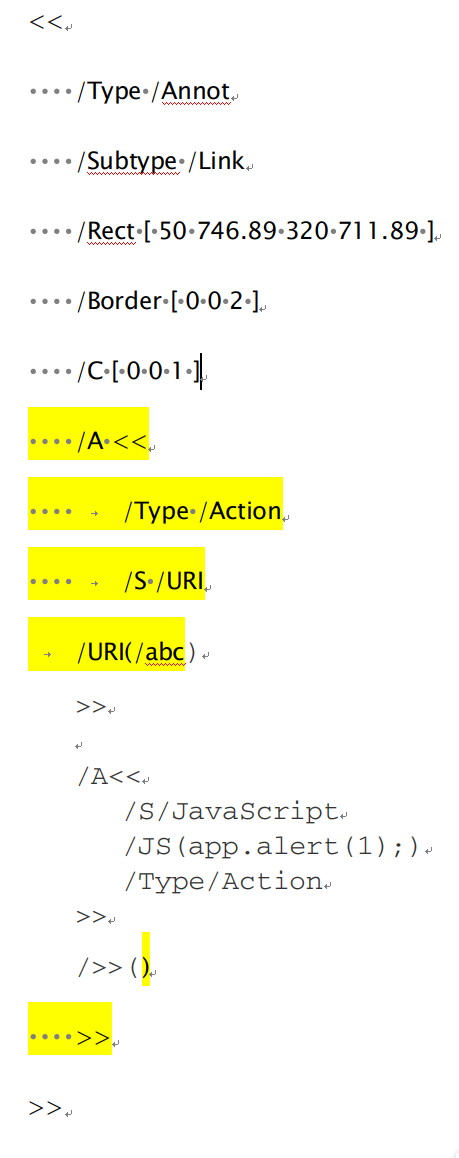 <<
/Type /Annot
/Subtype /Link
/Rect [ 50 746.89 320 711.89 ]
/Border [ 0 0 2 ]
/C [ 0 0 1 ]
/A <<
/Type /Action
/S /URI
/URI(/abc)
>>
/A<<
/S/JavaScript
/JS(app.alert(1);)
/Type/Action
>>
/>>()
>>
>>